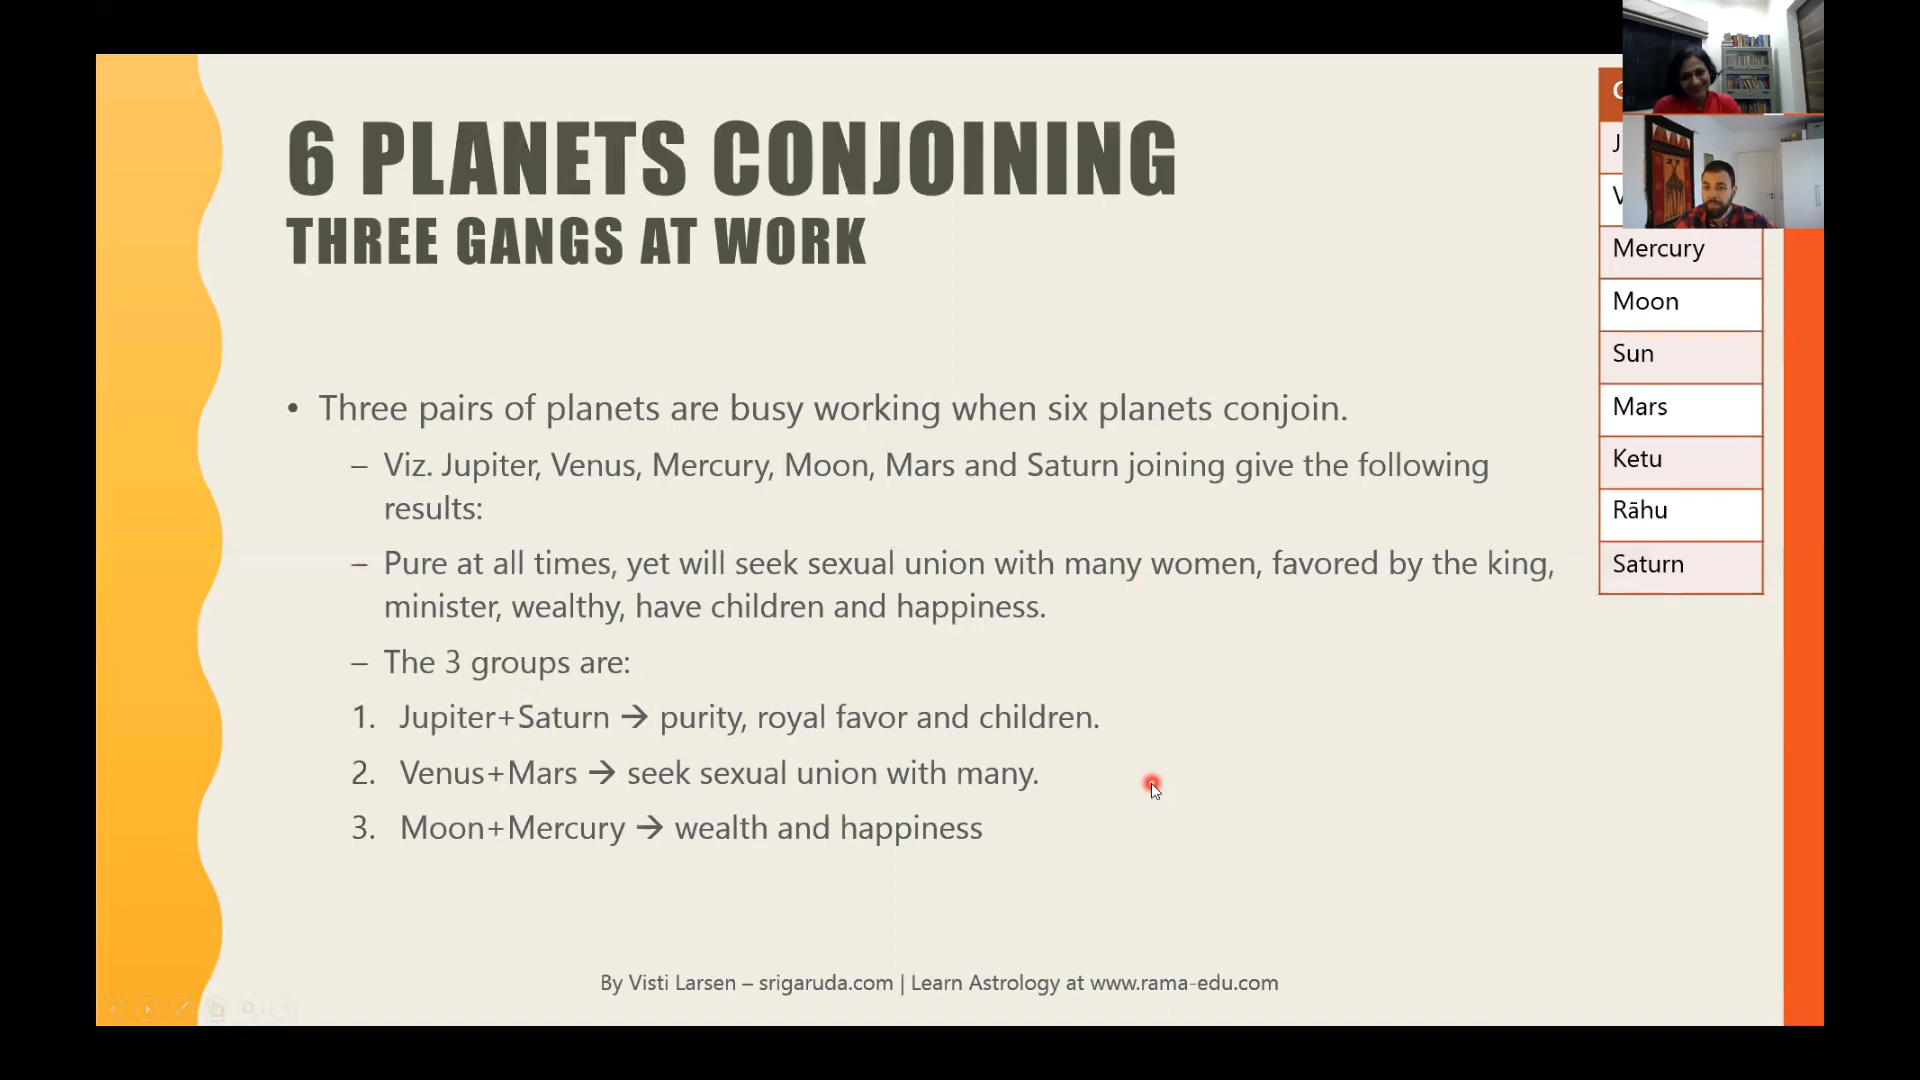 6 PLANETS CONJOINING
THREE GANGS AT WORK
• Three pairs of planets are busy working when six planets conjoin.
– Viz. Jupiter, Venus, Mercury, Moon, Mars and Saturn joining give the following
results:
– Pure at all times, yet will seek sexual union with many women, favored by the king,
minister, wealthy, have children and happiness.
– The 3 groups are:
1. Jupiter+Saturn → purity, royal favor and children.
2. Venus+Mars → seek sexual union with many.
3. Moon+Mercury → wealth and happiness
Mercury
Moon
Sun
Mars
Ketu
Rāhu
Saturn
By Visti Larsen – srigaruda.com | Learn Astrology at www.rama-edu.com